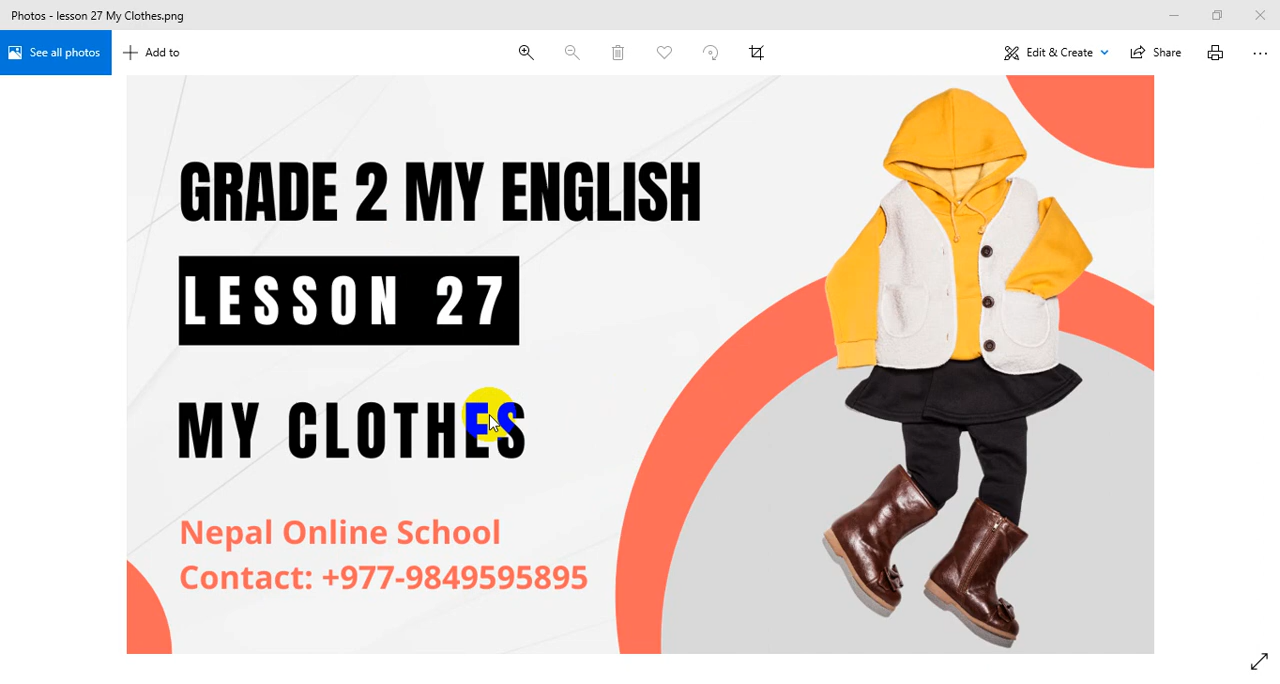 Photos - lesson 27 My Clothes.png
See all photos
Add to
Edit & Create
Share
GRADE 2 MY ENGLISH
LESSON 27
MY CLOTHES
Nepal Online School
Contact: +977-9849595895